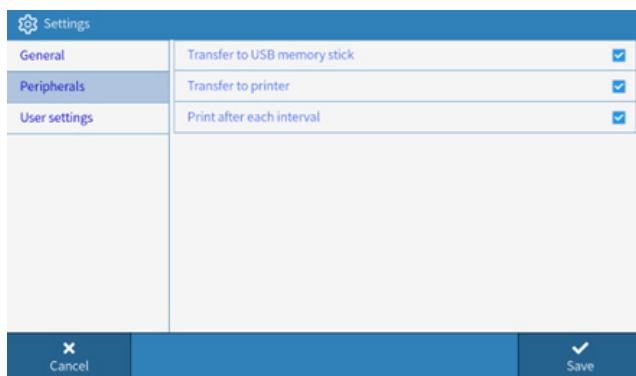 Settings
General
Transfer to USB memory stick
Peripherals
Transfer to printer
User settings
Print after each interval
Cancel
Save